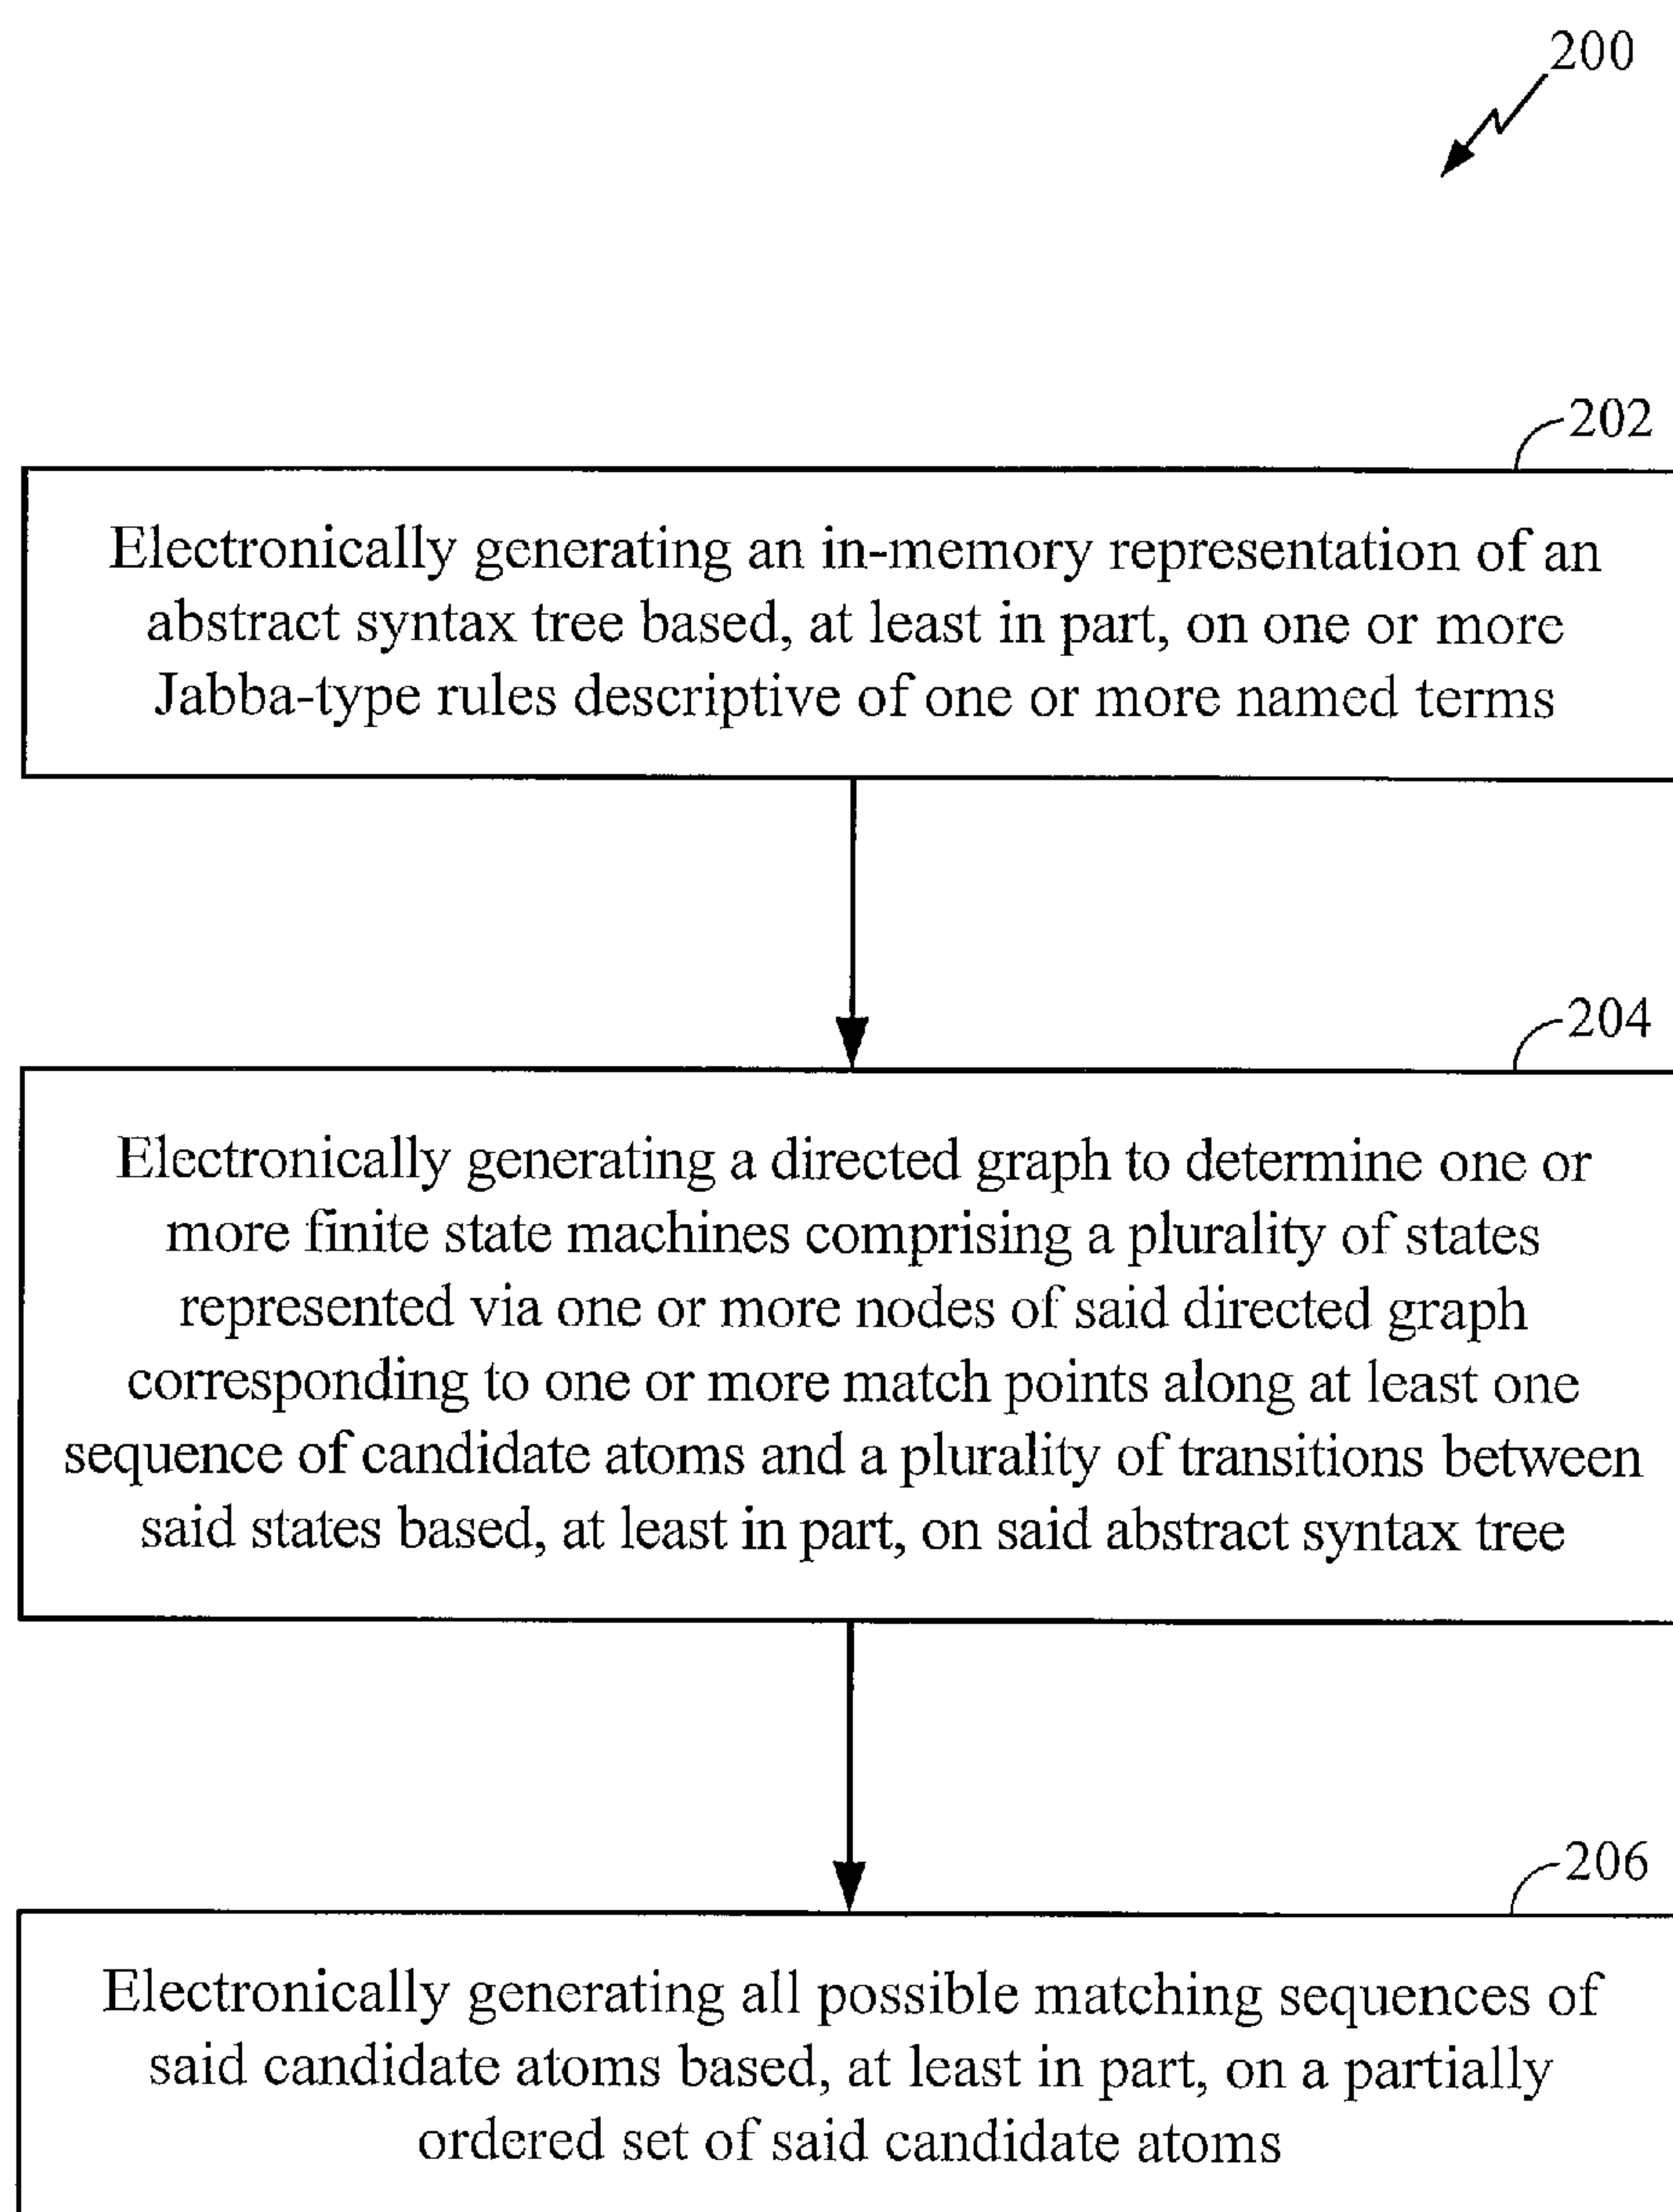 200
202
Electronically generating an in-memory representation of an
abstract syntax tree based, at least in part, on one or more
Jabba-type rules descriptive of one or more named terms
204
Electronically generating a directed graph to determine one or
more finite state machines comprising a plurality of states
represented via one or more nodes of said directed graph
corresponding to one or more match points along at least one
sequence of candidate atoms and a plurality of transitions between
said states based, at least in part, on said abstract syntax tree
206
Electronically generating all possible matching sequences of
said candidate atoms based, at least in part, on a partially
ordered set of said candidate atoms